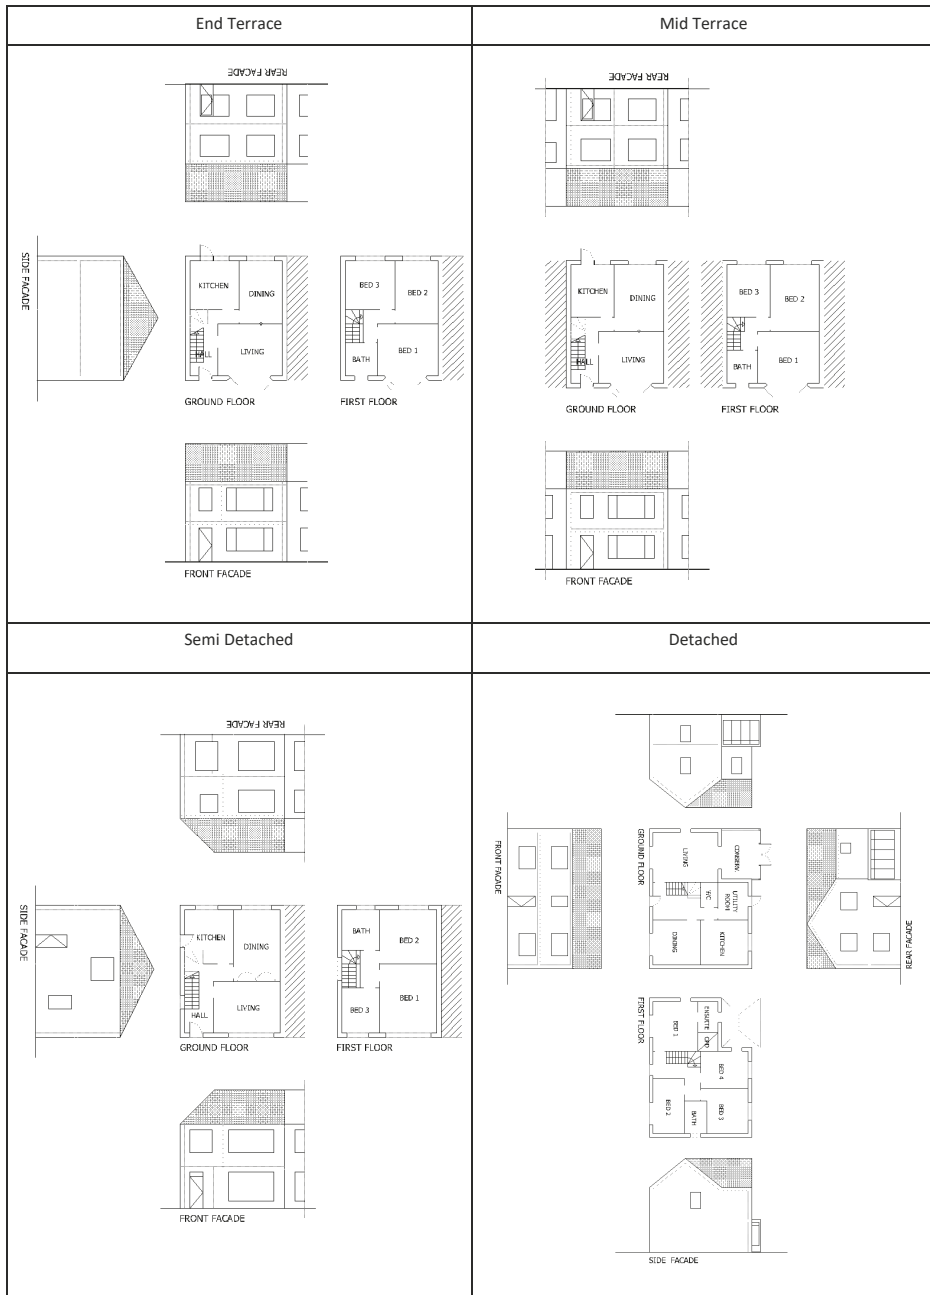 End Terrace
Mid Terrace
REAR FACADE
SIDE FACADE
KITCHEN
DINING
HALL
LIVING
GROUND FLOOR
BED 3
BED 2
BATH
BED 1
FIRST FLOOR
FRONT FACADE
REAR FACADE
KITCHEN
DINING
HALL
LIVING
GROUND FLOOR
BED 3
BED 2
BATH
BED 1
FIRST FLOOR
FRONT FACADE
Semi Detached
Detached
REAR FACADE
SIDE FACADE
KITCHEN
DINING
HALL
LIVING
GROUND FLOOR
BATH
BED 2
BED 3
BED 1
FIRST FLOOR
FRONT FACADE
FRONT FACADE
GROUND FLOOR
LIVING
CONSERV.
WC
UTILITY
ROOM
DINING
KITCHEN
REAR FACADE
FIRST FLOOR
BED 1
ENSUITE
CPD
BED 4
BED 2
BATH
BED 3
SIDE FACADE